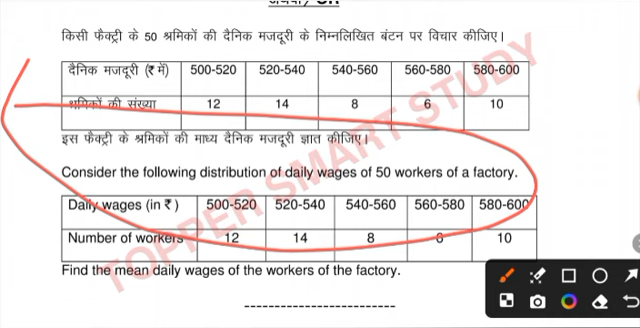 अथवा/ OR
किसी फैक्ट्री के 50 श्रमिकों की दैनिक मजदूरी के निम्नलिखित बंटन पर विचार कीजिए।
दैनिक मजदूरी (₹ में) 500-520 520-540 540-560 560-580 580-600
श्रमिकों की संख्या 12 14 8 6 10
इस फैक्ट्री के श्रमिकों की माध्य दैनिक मजदूरी ज्ञात कीजिए।
Consider the following distribution of daily wages of 50 workers of a factory.
Daily wages (in ₹ ) 500-520 520-540 540-560 560-580 580-600
Number of workers 12 14 8 6 10
Find the mean daily wages of the workers of the factory.
TOPPER SMART STUDY